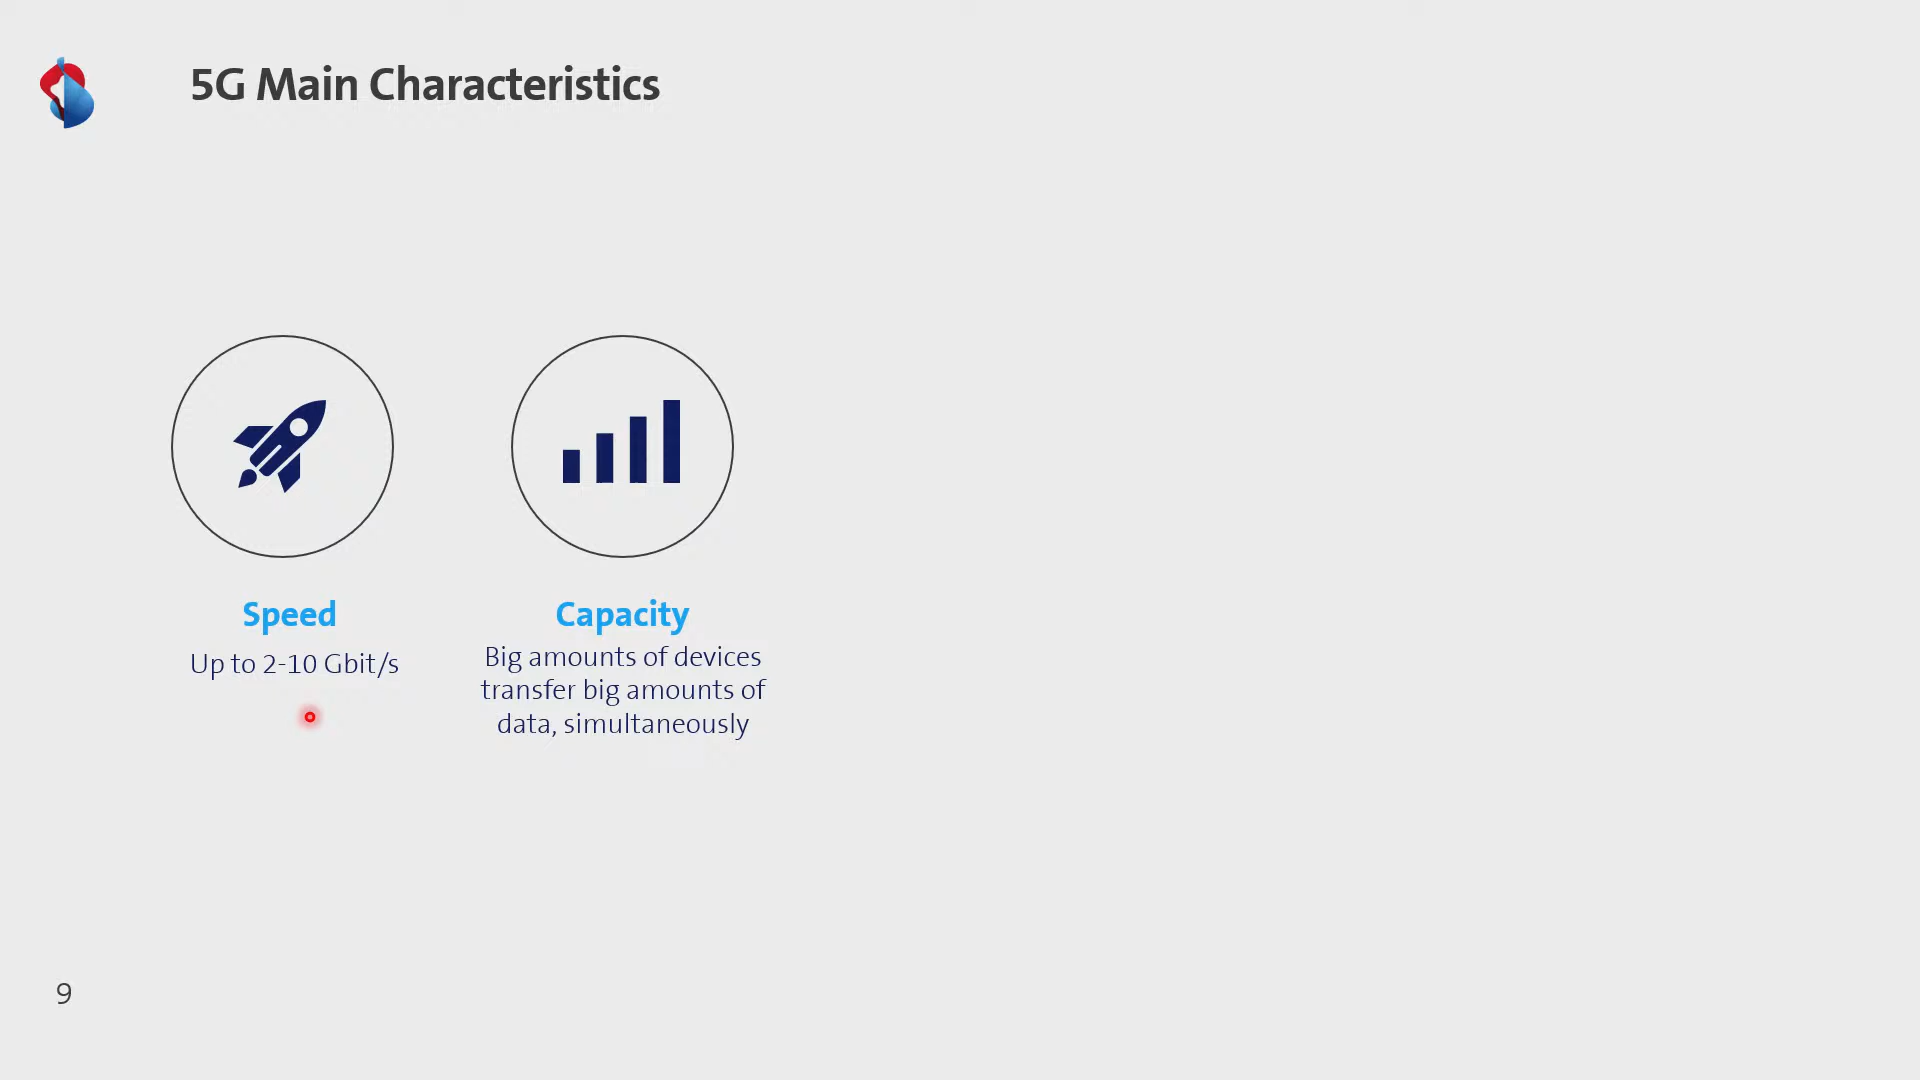 5G Main Characteristics
Speed
Up to 2-10 Gbit/s
Capacity
Big amounts of devices
transfer big amounts of
data, simultaneously
9